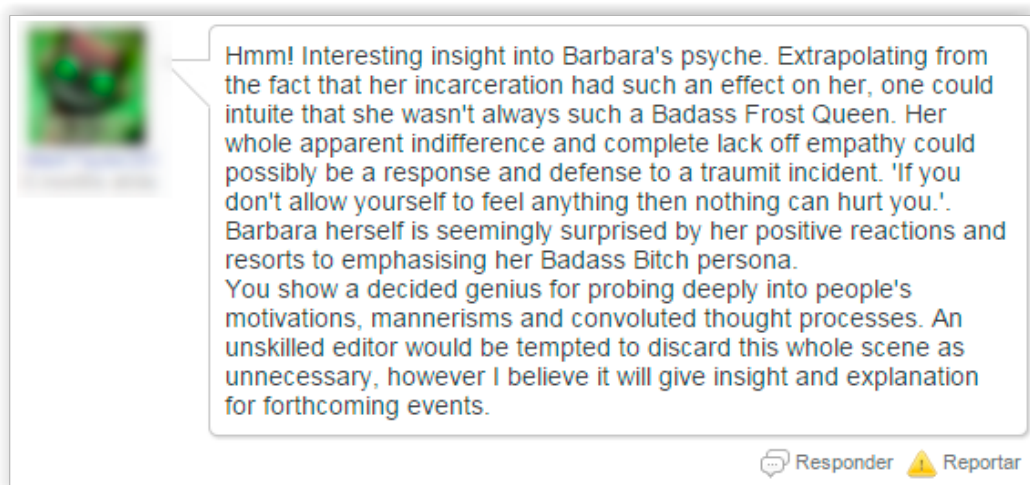 Hmm! Interesting insight into Barbara's psyche. Extrapolating from
the fact that her incarceration had such an effect on her, one could
intuite that she wasn't always such a Badass Frost Queen. Her
whole apparent indifference and complete lack off empathy could
possibly be a response and defense to a traumit incident. 'If you
don't allow yourself to feel anything then nothing can hurt you.'.
Barbara herself is seemingly surprised by her positive reactions and
resorts to emphasising her Badass Bitch persona.
You show a decided genius for probing deeply into people's
motivations, mannerisms and convoluted thought processes. An
unskilled editor would be tempted to discard this whole scene as
unnecessary, however I believe it will give insight and explanation
for forthcoming events.
Responder Reportar